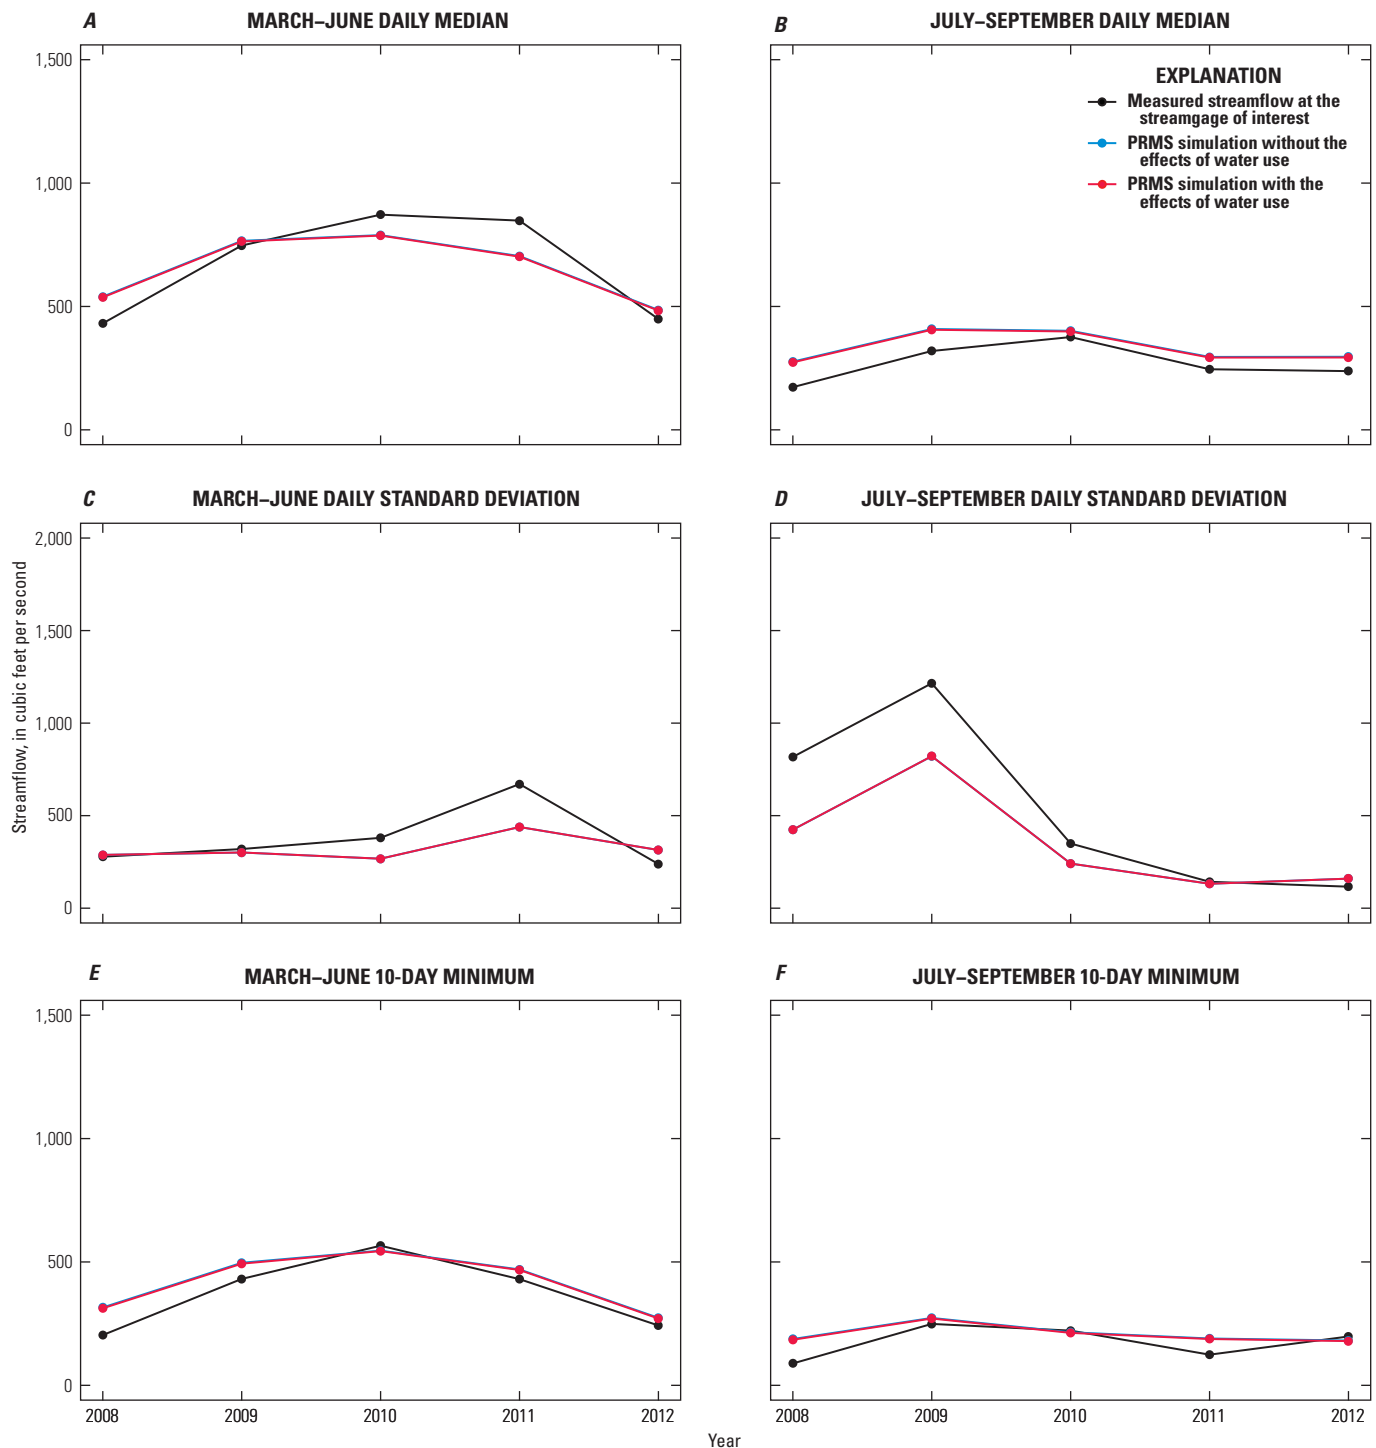 A MARCH–JUNE DAILY MEDIAN
1,500
1,000
500
0
B JULY–SEPTEMBER DAILY MEDIAN
EXPLANATION
Measured streamflow at the
streamgage of interest
PRMS simulation without the
effects of water use
PRMS simulation with the
effects of water use
C MARCH–JUNE DAILY STANDARD DEVIATION
2,000
1,500
1,000
500
0
D JULY–SEPTEMBER DAILY STANDARD DEVIATION
Streamflow, in cubic feet per second
E MARCH–JUNE 10-DAY MINIMUM
1,500
1,000
500
0
2008 2009 2010 2011 2012
F JULY–SEPTEMBER 10-DAY MINIMUM
2008 2009 2010 2011 2012
Year